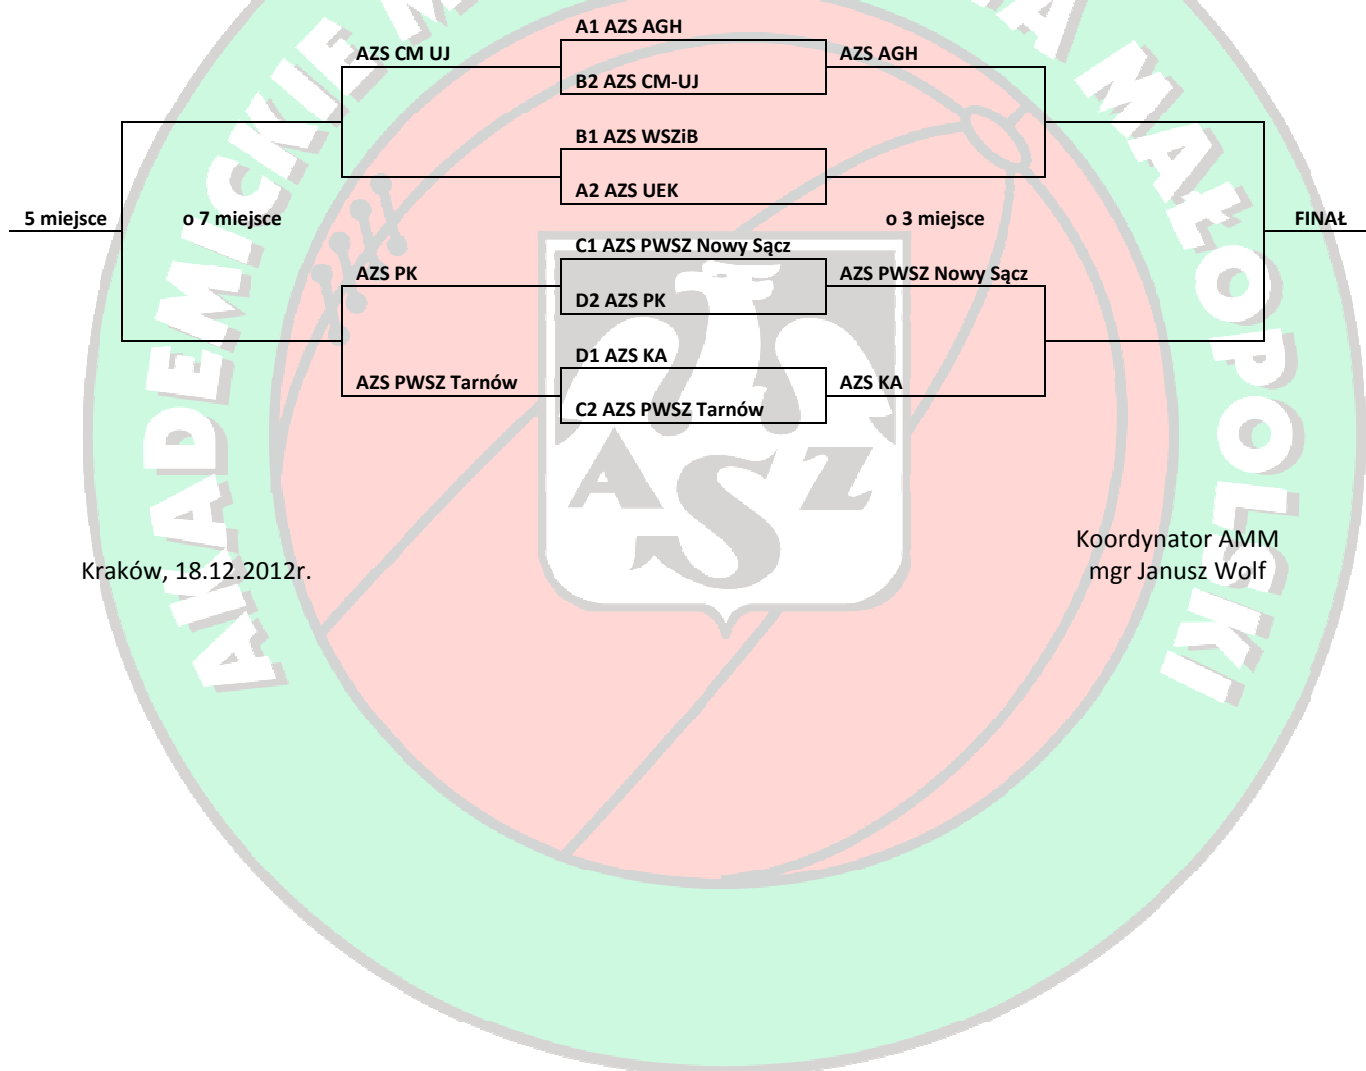 A1 AZS AGH
AZS CM UJ
AZS AGH
B2 AZS CM-UJ
B1 AZS WSZiB
A2 AZS UEK
5 miejsce
o 7 miejsce
o 3 miejsce
FINAŁ
C1 AZS PWSZ Nowy Sącz
AZS PK
AZS PWSZ Nowy Sącz
D2 AZS PK
D1 AZS KA
AZS PWSZ Tarnów
AZS KA
C2 AZS PWSZ Tarnów
AZS
Koordynator AMM
Kraków, 18.12.2012r.
mgr Janusz Wolf
AKADEMICKIE
MAŁOPOLSKI